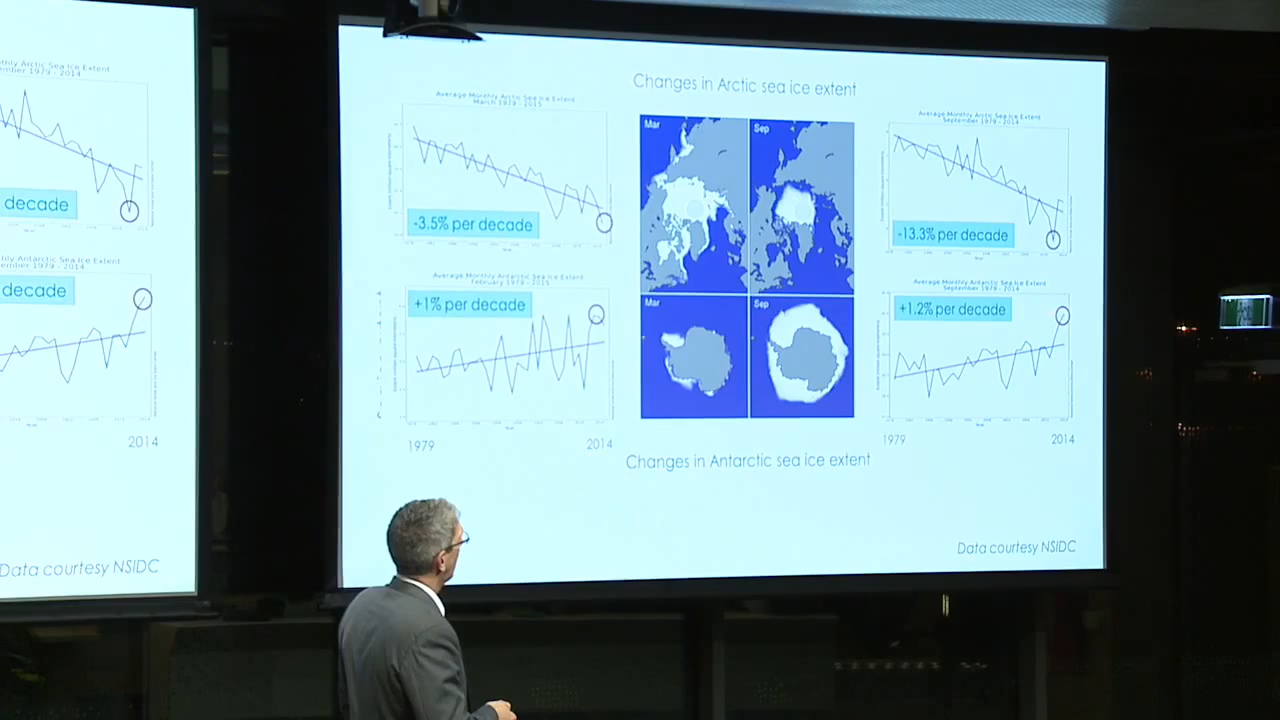 Changes in Arctic sea ice extent
Average Monthly Arctic Sea Ice Extent
March 1979 - 2015
-3.5% per decade
Mar
Sep
Average Monthly Arctic Sea Ice Extent
September 1979 - 2014
-13.3% per decade
Average Monthly Antarctic Sea Ice Extent
February 1979 - 2015
+1% per decade
Mar
Sep
Average Monthly Antarctic Sea Ice Extent
September 1979 - 2014
+1.2% per decade
1979
2014
1979
2014
Changes in Antarctic sea ice extent
Data courtesy NSIDC
Arctic Sea Ice Extent
1979 - 2014
decade
Antarctic Sea Ice Extent
1979 - 2014
decade
2014
Data courtesy NSIDC